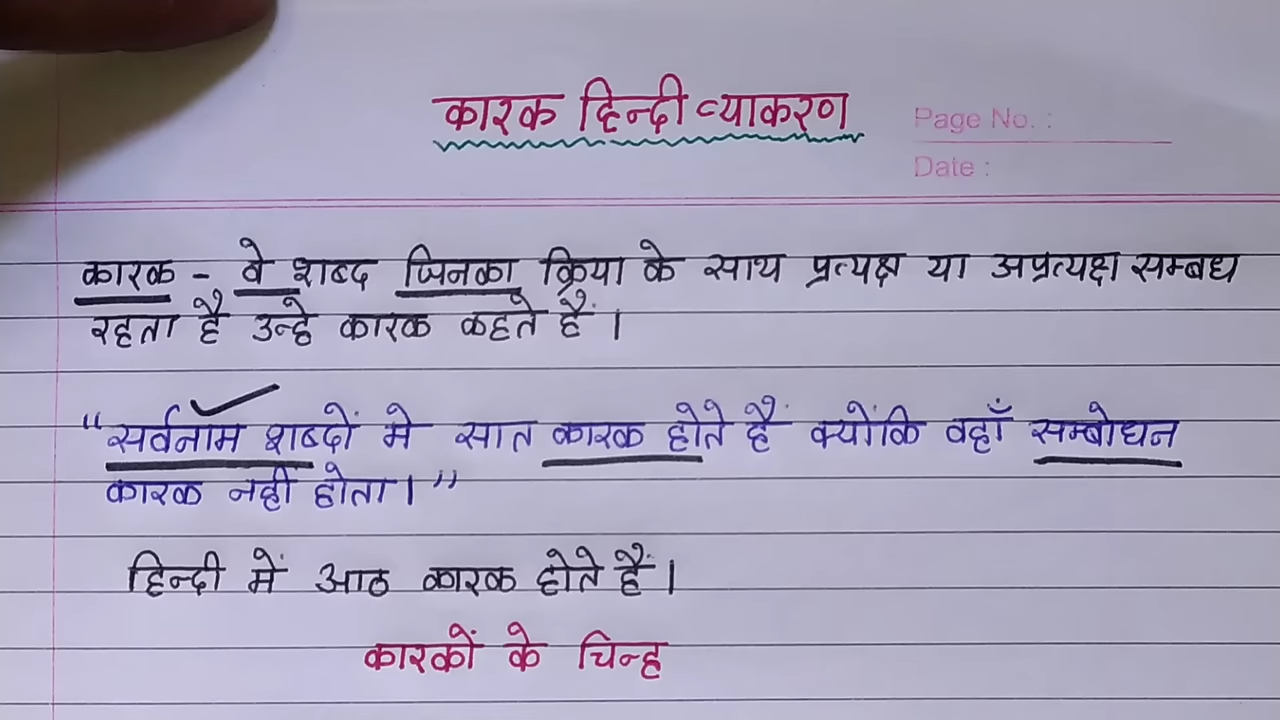 कारक हिन्दी व्याकरण
Page No. :
Date :
कारक - वे शब्द जिनका क्रिया के साथ प्रत्यक्ष या अप्रत्यक्ष सम्बध
रहता है उन्हे कारक कहते हैं।
“सर्वनाम शब्दों मे सात कारक होते हैं क्योंकि वहाँ सम्बोधन
कारक नहीं होता।”
हिन्दी में आठ कारक होते हैं।
कारकों के चिन्ह